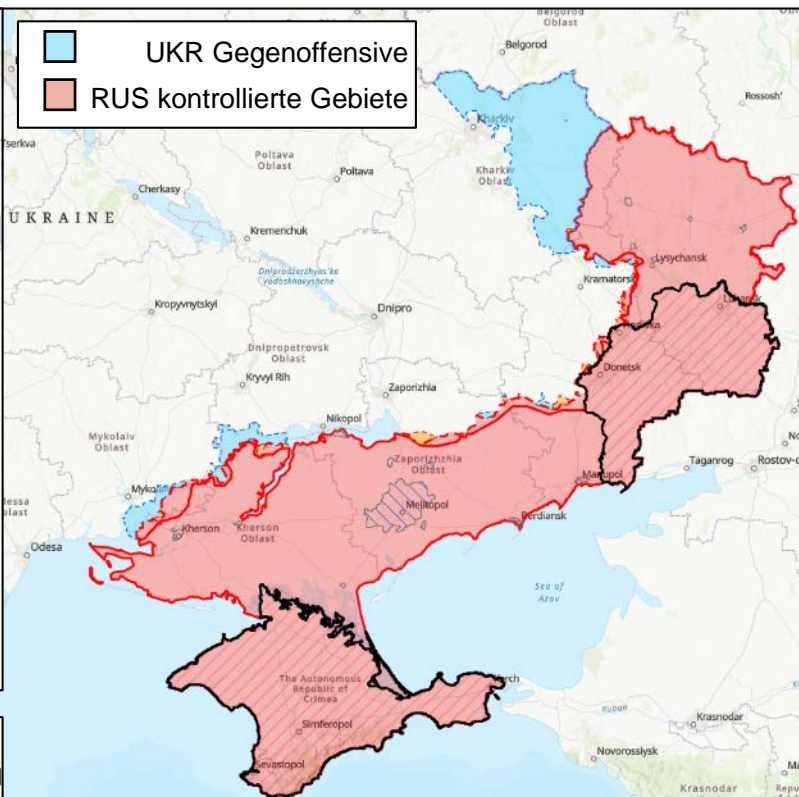 UKR Gegenoffensive
RUS kontrollierte Gebiete
Belgorod
Oblast
Belgorod
Rossosh'
Tserkva
Kharkiv
Poltava
Oblast
Poltava
Kharkiv
Oblast
Cherkasy
UKRAINE
Kremenchuk
Dniprodzerzhyns'ke
Vodoskhovyshche
Lysychansk
Kramatorsk
Luhansk
Kropyvnytskyi
Dnipro
Dnipropetrovsk
Oblast
Donetsk
Kryvyi Rih
Zaporizhia
Nikopol
Mykolaiv
Oblast
Zaporizhzhia
Oblast
Taganrog
Rostov-o
Mariupol
Melitopol
Kherson
Kherson
Oblast
Berdiansk
Odesa
Sea of
Azov
The Autonomous
Republic of
Crimea
Kerch
Simferopol
Kuban
Krasnodar
Sevastopol
Novorossiysk
Krasnodar